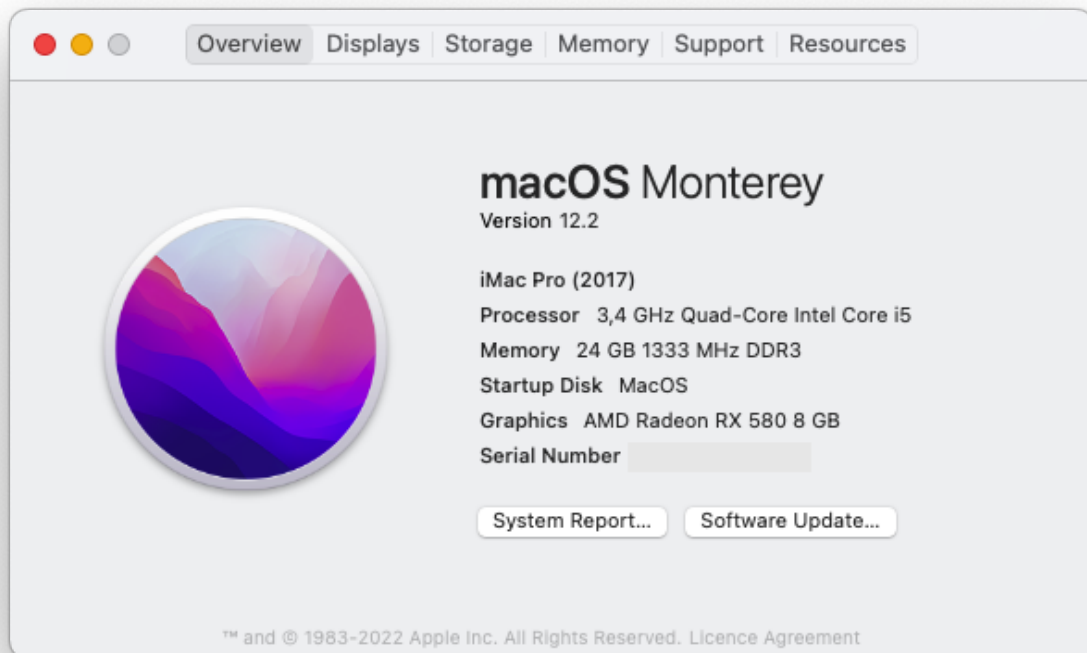 Overview Displays Storage Memory Support Resources
macOS Monterey
Version 12.2
iMac Pro (2017)
Processor 3,4 GHz Quad-Core Intel Core i5
Memory 24 GB 1333 MHz DDR3
Startup Disk MacOS
Graphics AMD Radeon RX 580 8 GB
Serial Number
System Report... Software Update...
™ and © 1983-2022 Apple Inc. All Rights Reserved. Licence Agreement